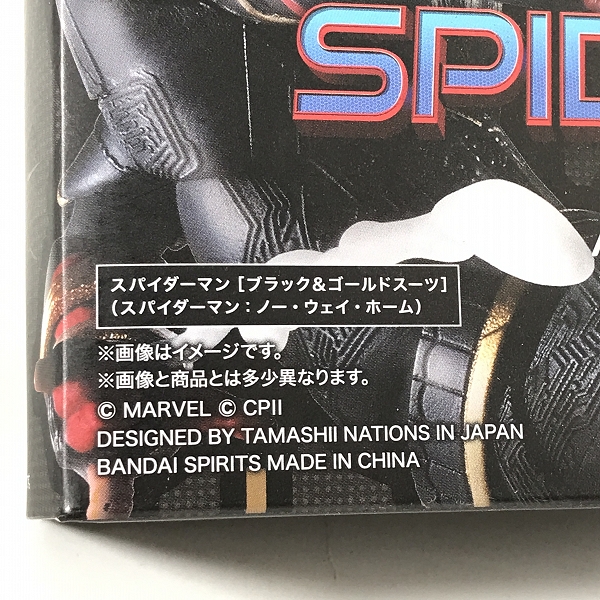 SPID
スパイダーマン［ブラック&ゴールドスーツ］
（スパイダーマン：ノー・ウェイ・ホーム）
※画像はイメージです。
※画像と商品とは多少異なります。
© MARVEL © CPII
DESIGNED BY TAMASHII NATIONS IN JAPAN
BANDAI SPIRITS MADE IN CHINA